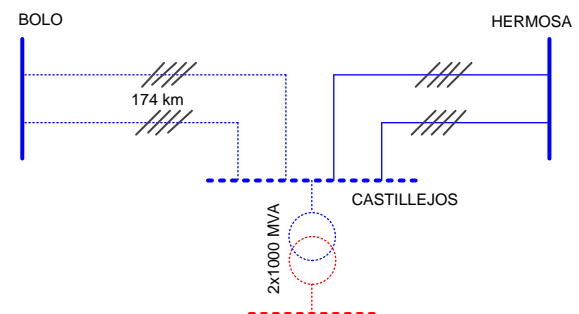 BOLO
HERMOSA
174 km
CASTILLEJOS
2x1000 MVA